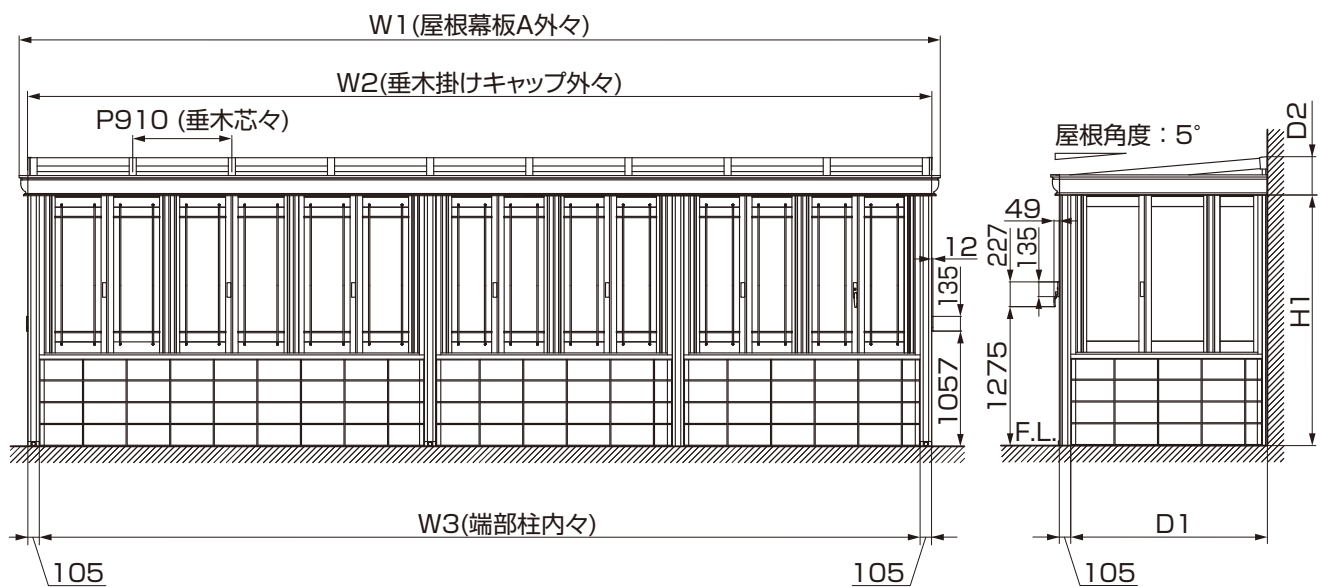 W1(屋根幕板A外々)
W2(垂木掛けキャップ外々)
P910 (垂木芯々)
屋根角度：5°
D2
49
227
135
12
135
H1
1275
1057
F.L.
W3(端部柱内々)
D1
105
105
105